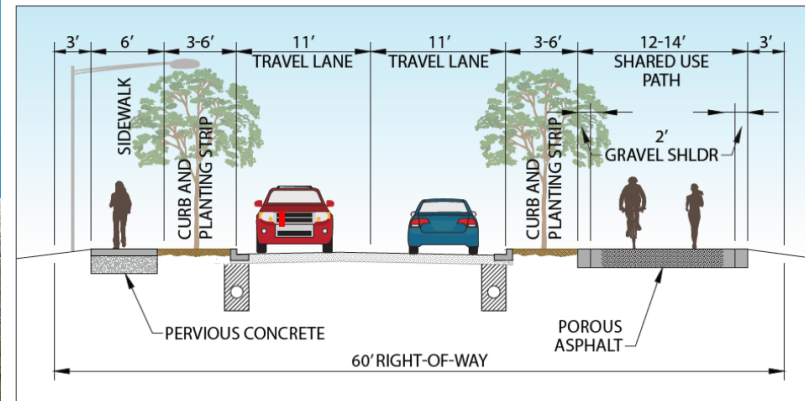 3'
6'
3-6'
11'
11'
3-6'
12-14'
3'
TRAVEL LANE
TRAVEL LANE
SHARED USE
PATH
SIDEWALK
CURB AND
PLANTING STRIP
CURB AND
PLANTING STRIP
2'
GRAVEL SHLDR
PERVIOUS CONCRETE
POROUS
ASPHALT
60' RIGHT-OF-WAY